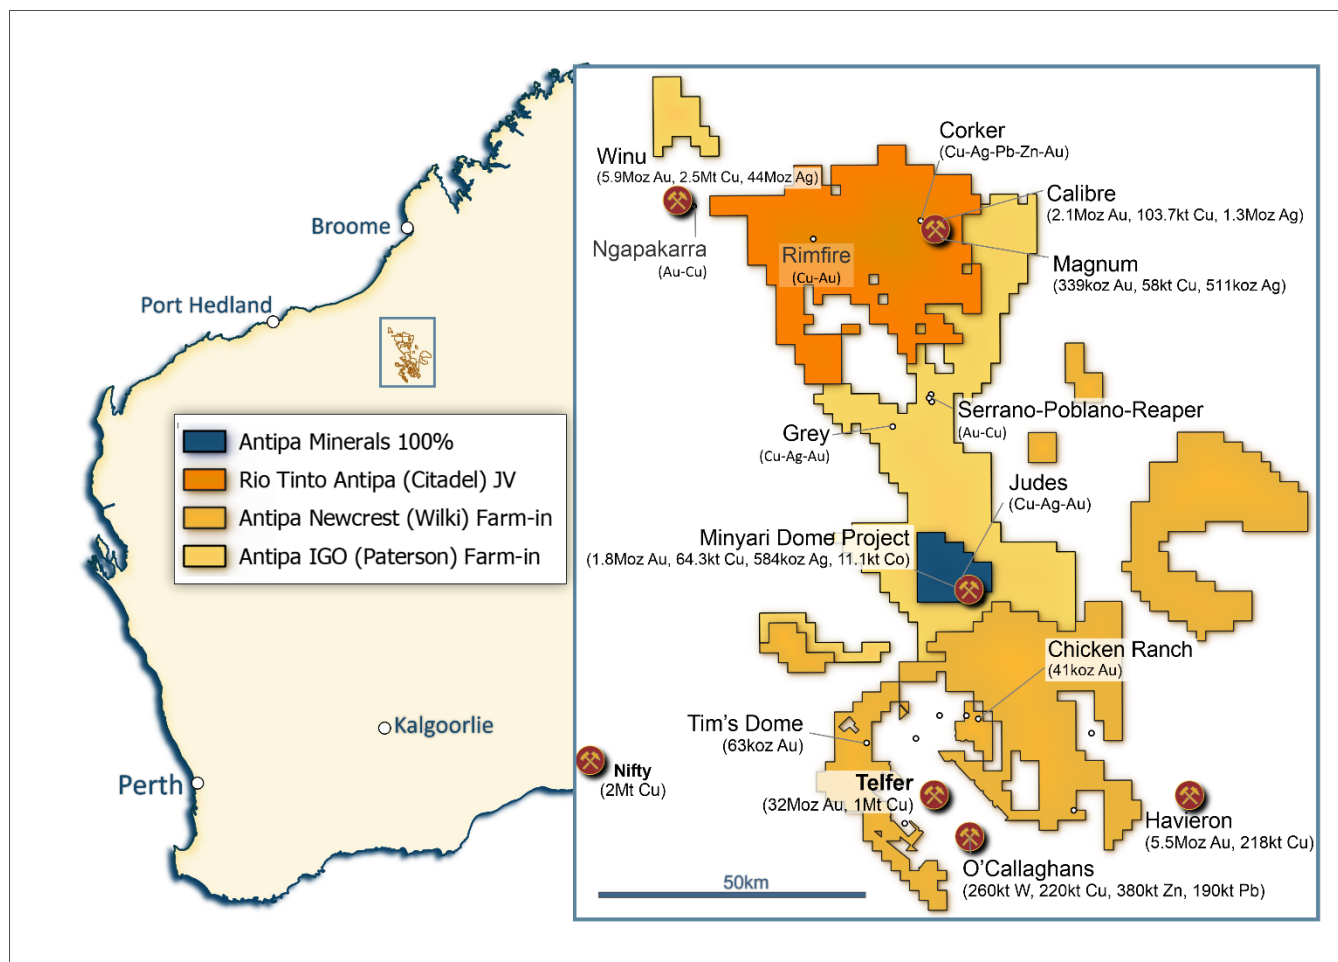 Broome
Port Hedland
Kalgoorlie
Perth
Antipa Minerals 100%
Rio Tinto Antipa (Citadel) JV
Antipa Newcrest (Wilki) Farm-in
Antipa IGO (Paterson) Farm-in
Winu
(5.9Moz Au, 2.5Mt Cu, 44Moz Ag)
Ngapakarra
(Au-Cu)
Corker
(Cu-Ag-Pb-Zn-Au)
Calibre
(2.1Moz Au, 103.7kt Cu, 1.3Moz Ag)
Rimfire
(Cu-Au)
Magnum
(339koz Au, 58kt Cu, 511koz Ag)
Serrano-Poblano-Reaper
(Au-Cu)
Grey
(Cu-Ag-Au)
Judes
(Cu-Ag-Au)
Minyari Dome Project
(1.8Moz Au, 64.3kt Cu, 584koz Ag, 11.1kt Co)
Chicken Ranch
(41koz Au)
Tim's Dome
(63koz Au)
Nifty
(2Mt Cu)
Telfer
(32Moz Au, 1Mt Cu)
Havieron
(5.5Moz Au, 218kt Cu)
O'Callaghans
(260kt W, 220kt Cu, 380kt Zn, 190kt Pb)
50km